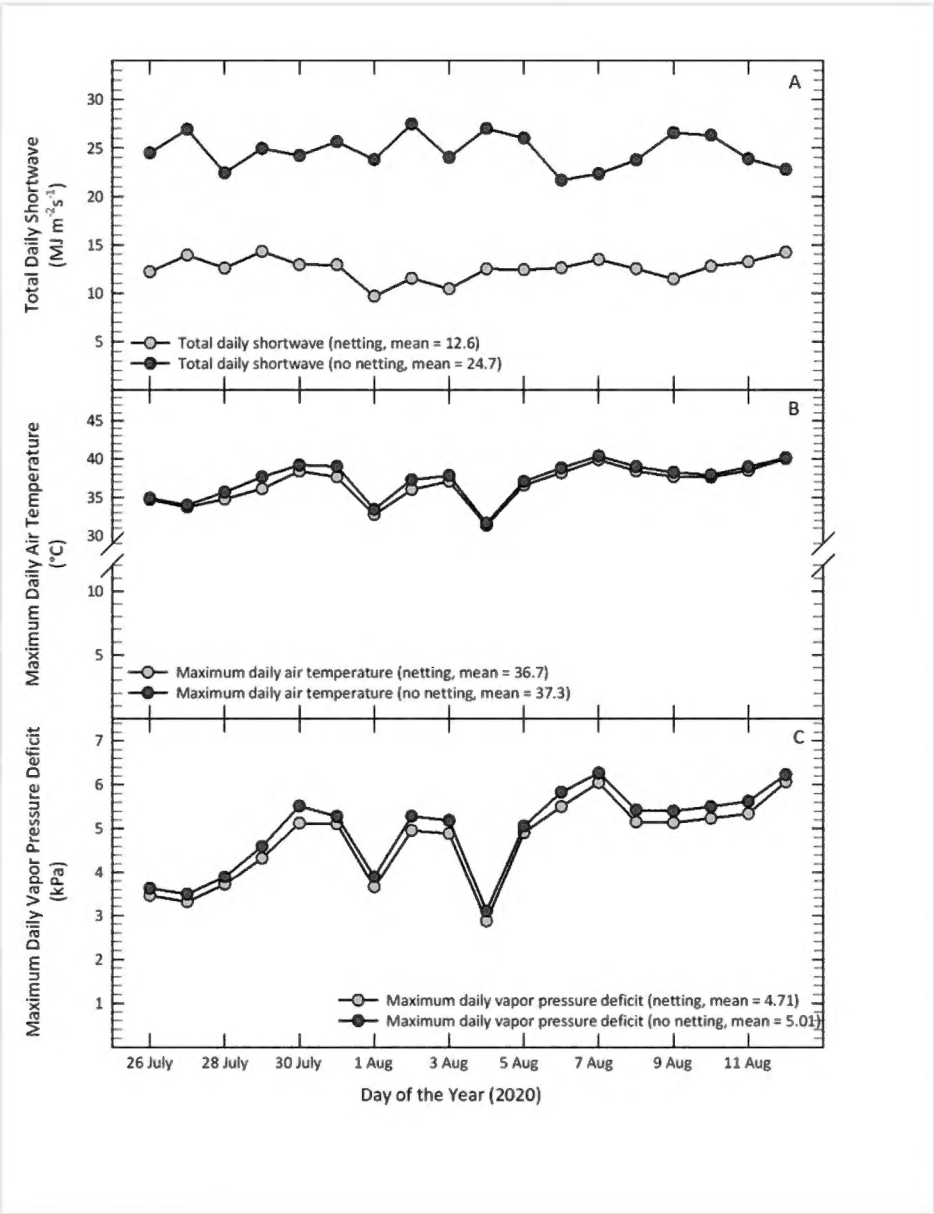 A
30
25
20
15
10
5
Total Daily Shortwave
(MJ m⁻²s⁻¹)
Total daily shortwave (netting, mean = 12.6)
Total daily shortwave (no netting, mean = 24.7)
B
45
40
35
30
10
5
Maximum Daily Air Temperature
(°C)
Maximum daily air temperature (netting, mean = 36.7)
Maximum daily air temperature (no netting, mean = 37.3)
C
7
6
5
4
3
2
1
Maximum Daily Vapor Pressure Deficit
(kPa)
Maximum daily vapor pressure deficit (netting, mean = 4.71)
Maximum daily vapor pressure deficit (no netting, mean = 5.01)
26 July 28 July 30 July 1 Aug 3 Aug 5 Aug 7 Aug 9 Aug 11 Aug
Day of the Year (2020)